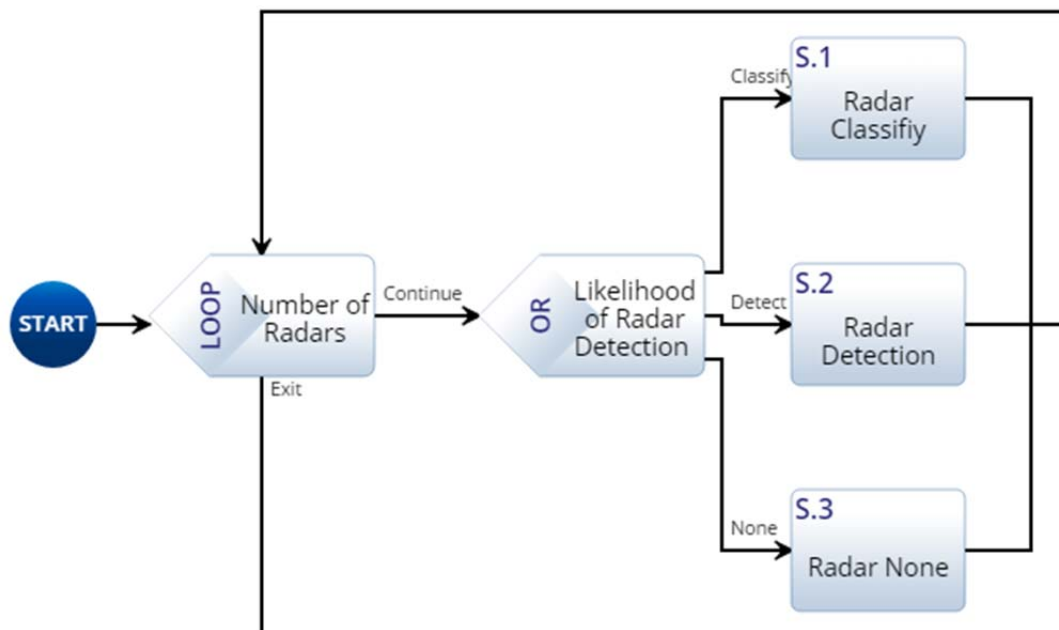 START
LOOP
Number of
Radars
Continue
Exit
OR
Likelihood
of Radar
Detection
Classify
S.1
Radar
Classifiy
Detect
S.2
Radar
Detection
None
S.3
Radar None